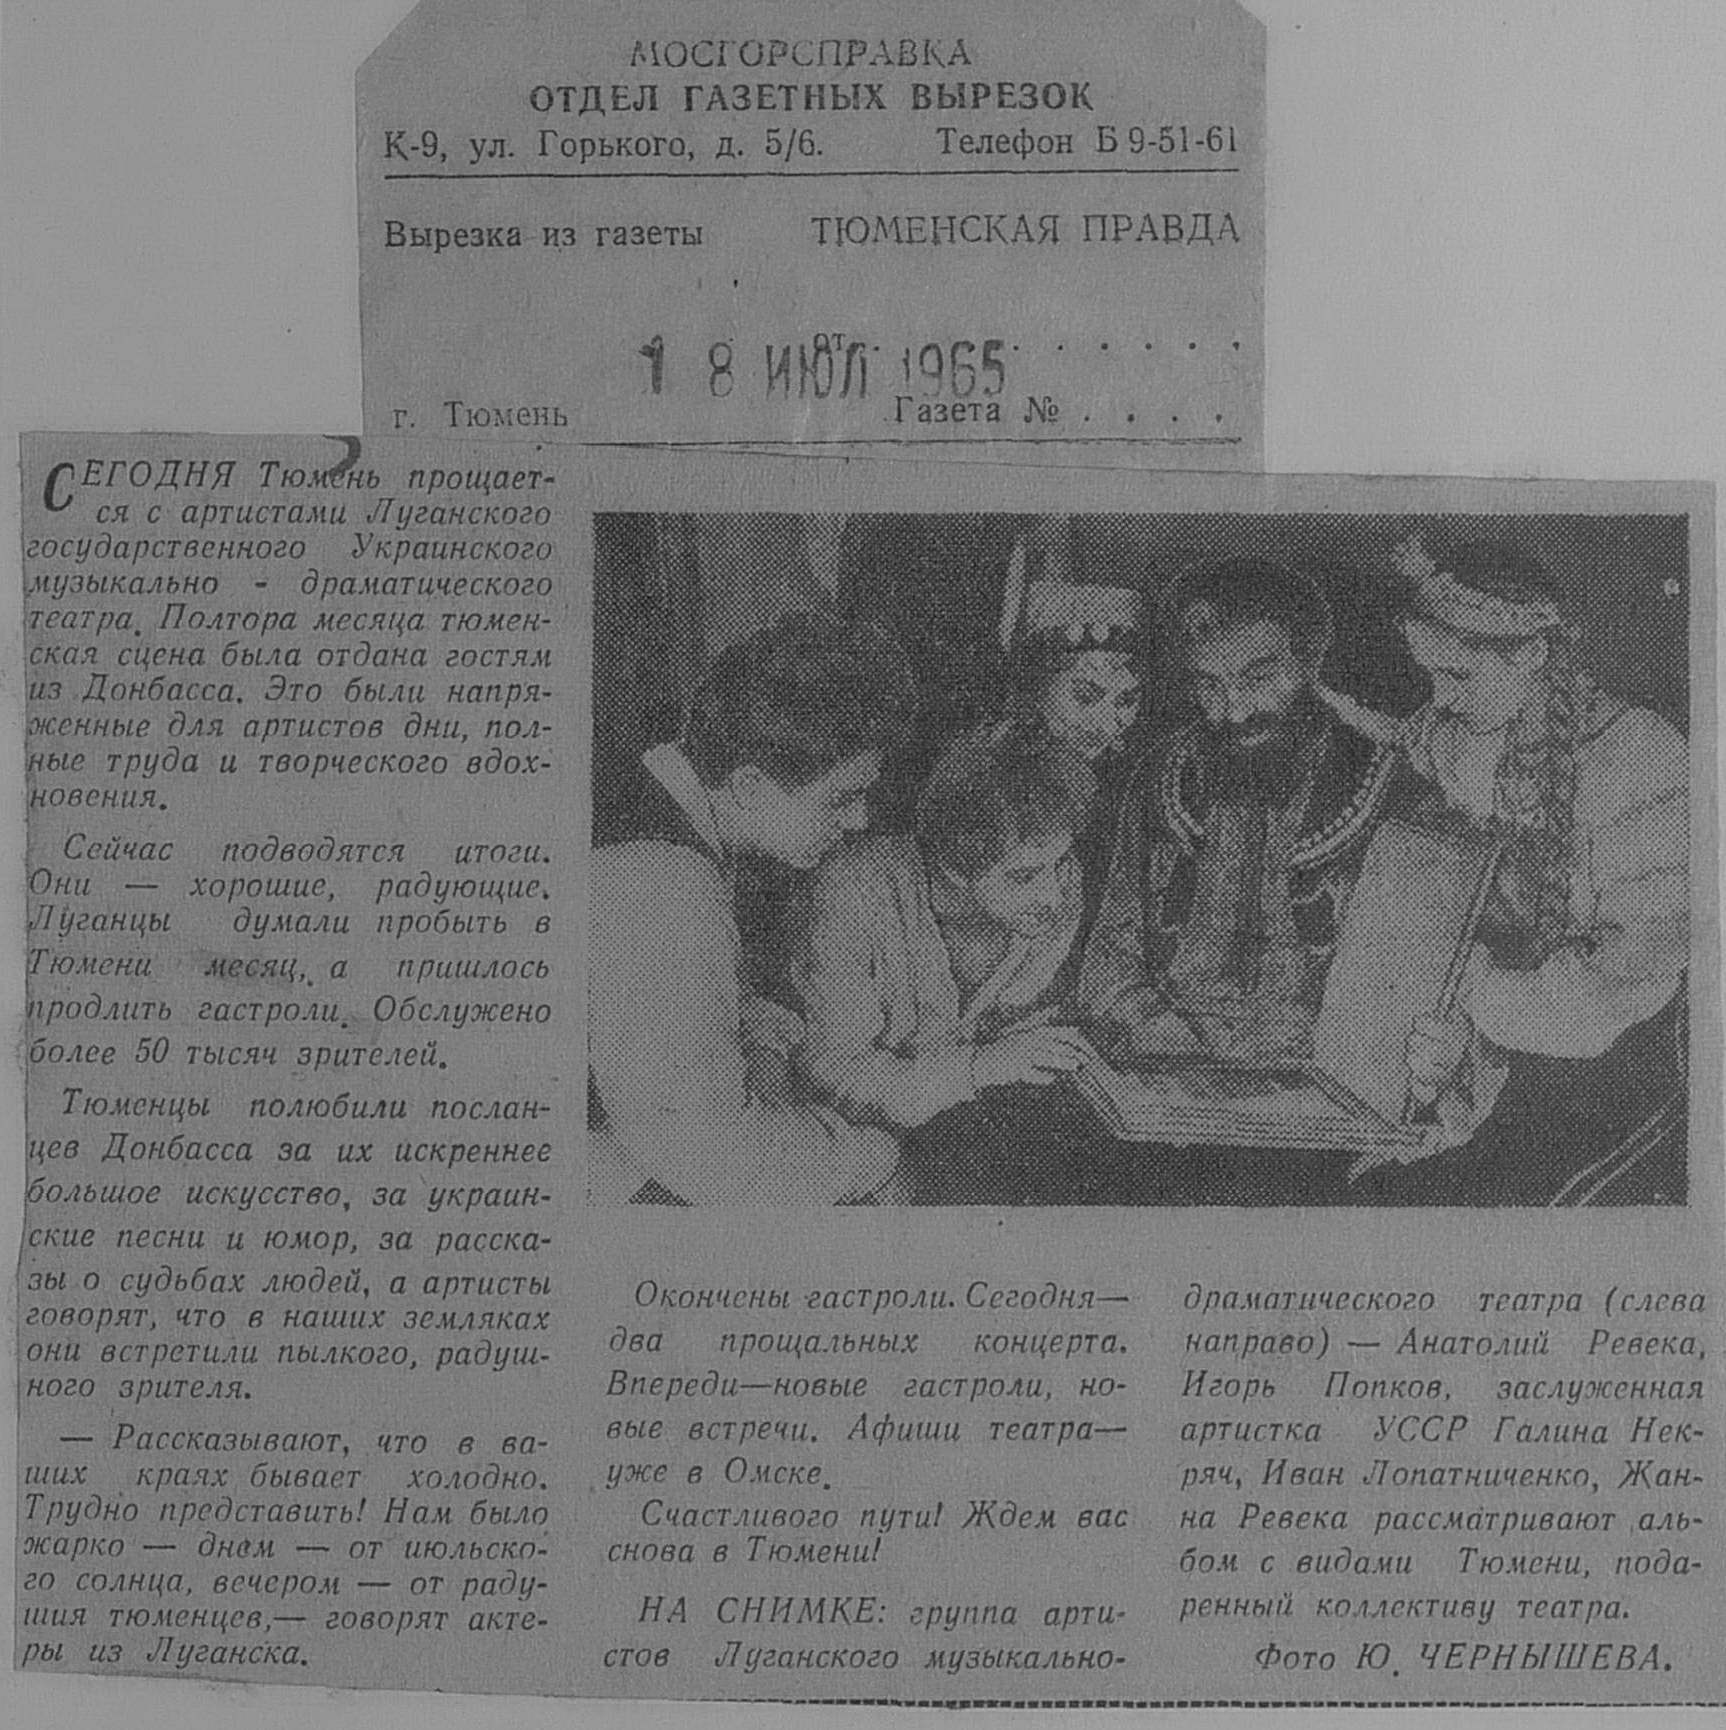 МОСГОРСПРАВКА
ОТДЕЛ ГАЗЕТНЫХ ВЫРЕЗОК
К-9, ул. Горького, д. 5/6. Телефон Б 9-51-61
Вырезка из газеты ТЮМЕНСКАЯ ПРАВДА
от . . . . . . .
18 ИЮЛ 1965
г. Тюмень Газета № . . . .
СЕГОДНЯ Тюмень прощает-
ся с артистами Луганского
государственного Украинского
музыкально - драматического
театра. Полтора месяца тюмен-
ская сцена была отдана гостям
из Донбасса. Это были напря-
женные для артистов дни, пол-
ные труда и творческого вдох-
новения.
Сейчас подводятся итоги.
Они — хорошие, радующие.
Луганцы думали пробыть в
Тюмени месяц, а пришлось
продлить гастроли. Обслужено
более 50 тысяч зрителей.
Тюменцы полюбили послан-
цев Донбасса за их искреннее
большое искусство, за украин-
ские песни и юмор, за расска-
зы о судьбах людей, а артисты
говорят, что в наших земляках
они встретили пылкого, радуш-
ного зрителя.
— Рассказывают, что в ва-
ших краях бывает холодно.
Трудно представить! Нам было
жарко — днем — от июльско-
го солнца, вечером — от раду-
шия тюменцев,— говорят акте-
ры из Луганска.
Окончены гастроли. Сегодня—
два прощальных концерта.
Впереди—новые гастроли, но-
вые встречи. Афиши театра—
уже в Омске.
Счастливого пути! Ждем вас
снова в Тюмени!
НА СНИМКЕ: группа арти-
стов Луганского музыкально-
драматического театра (слева
направо) — Анатолий Ревека,
Игорь Попков, заслуженная
артистка УССР Галина Нек-
ряч, Иван Лопатниченко, Жан-
на Ревека рассматривают аль-
бом с видами Тюмени, пода-
ренный коллективу театра.
Фото Ю. ЧЕРНЫШЕВА.